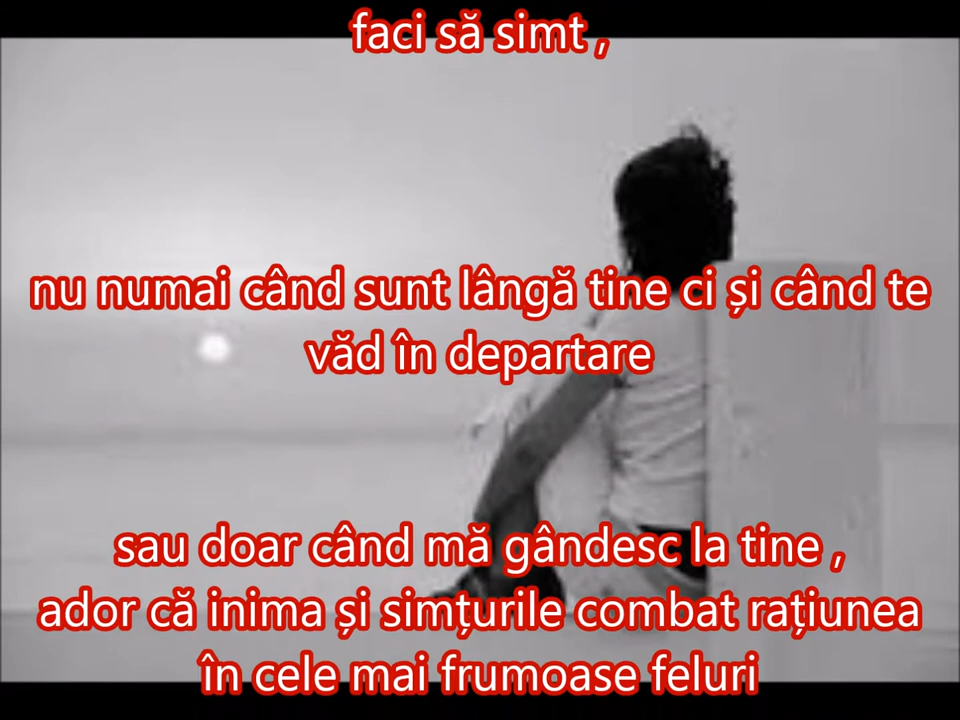 faci să simt ,
nu numai când sunt lângă tine ci și când te
văd în departare
sau doar când mă gândesc la tine ,
ador că inima și simțurile combat rațiunea
în cele mai frumoase feluri